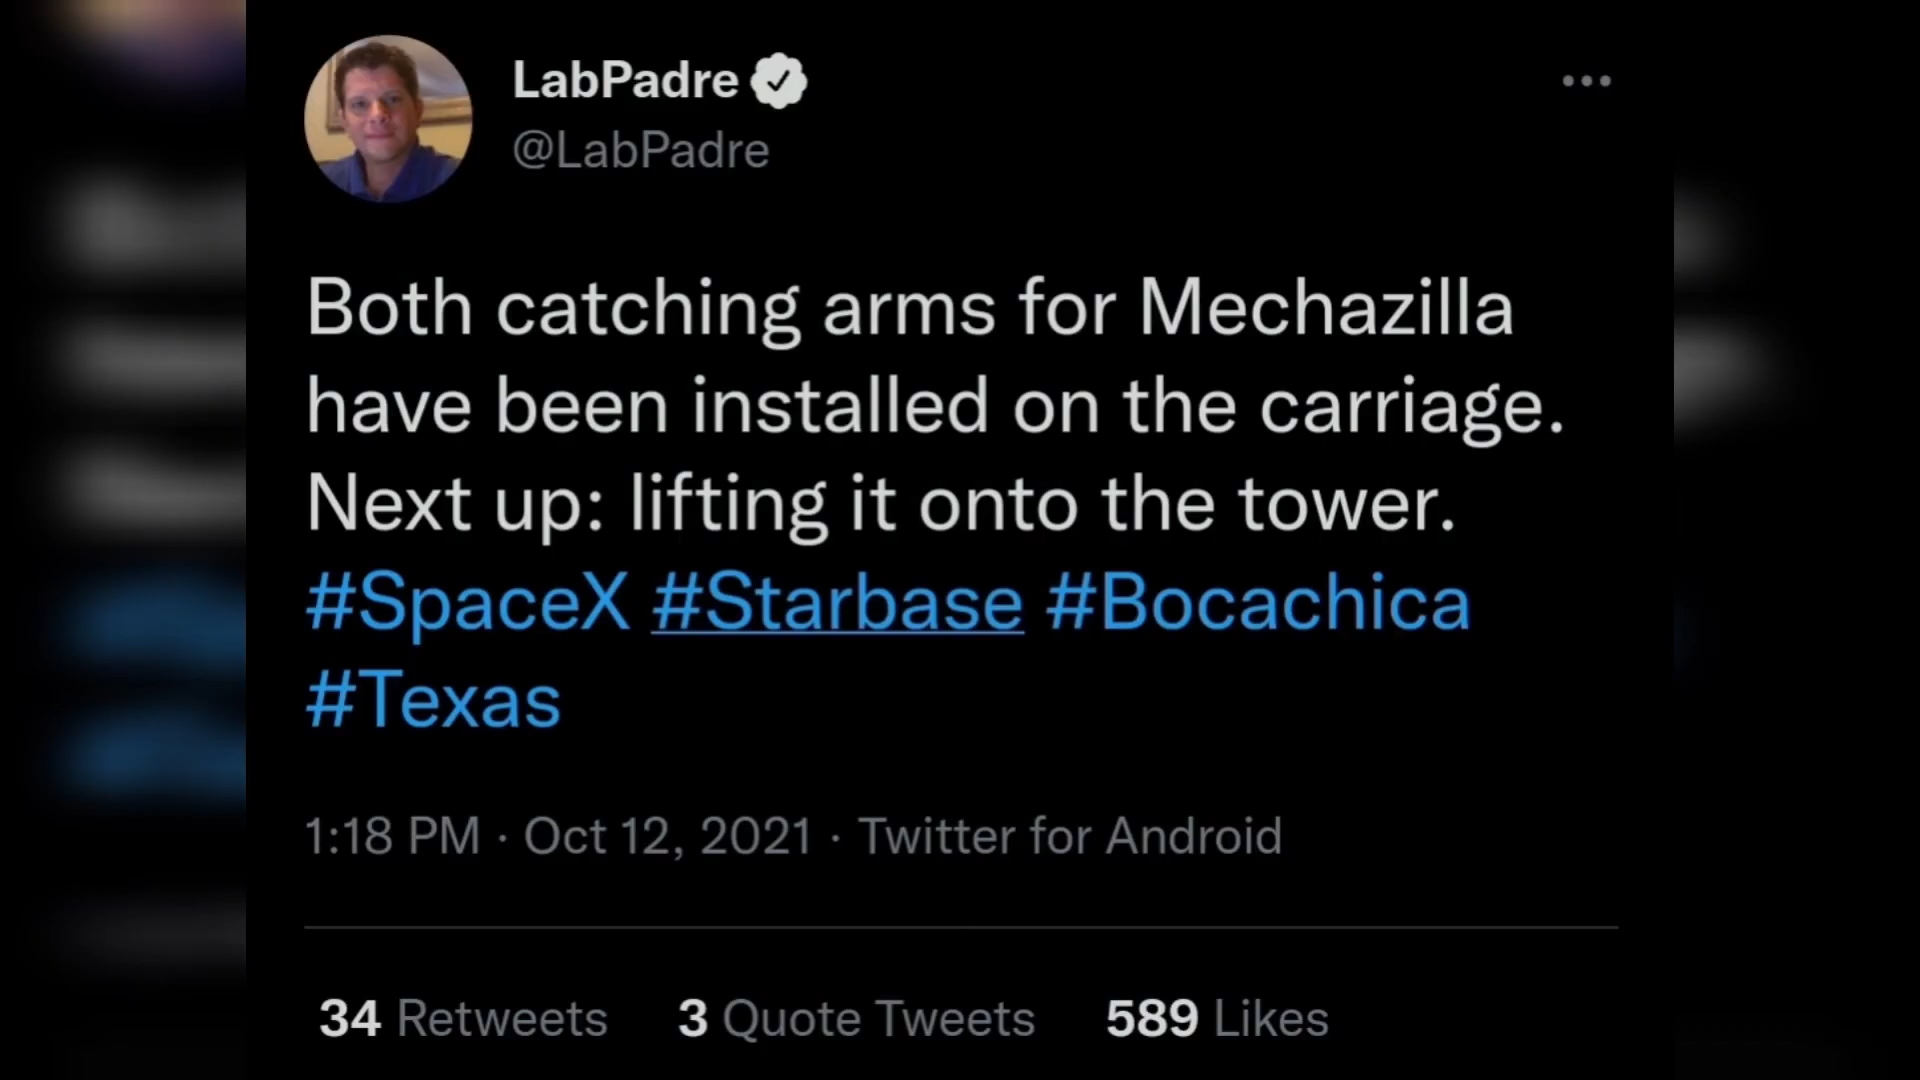 LabPadre
@LabPadre
Both catching arms for Mechazilla
have been installed on the carriage.
Next up: lifting it onto the tower.
#SpaceX #Starbase #Bocachica
#Texas
1:18 PM · Oct 12, 2021 · Twitter for Android
34 Retweets 3 Quote Tweets 589 Likes